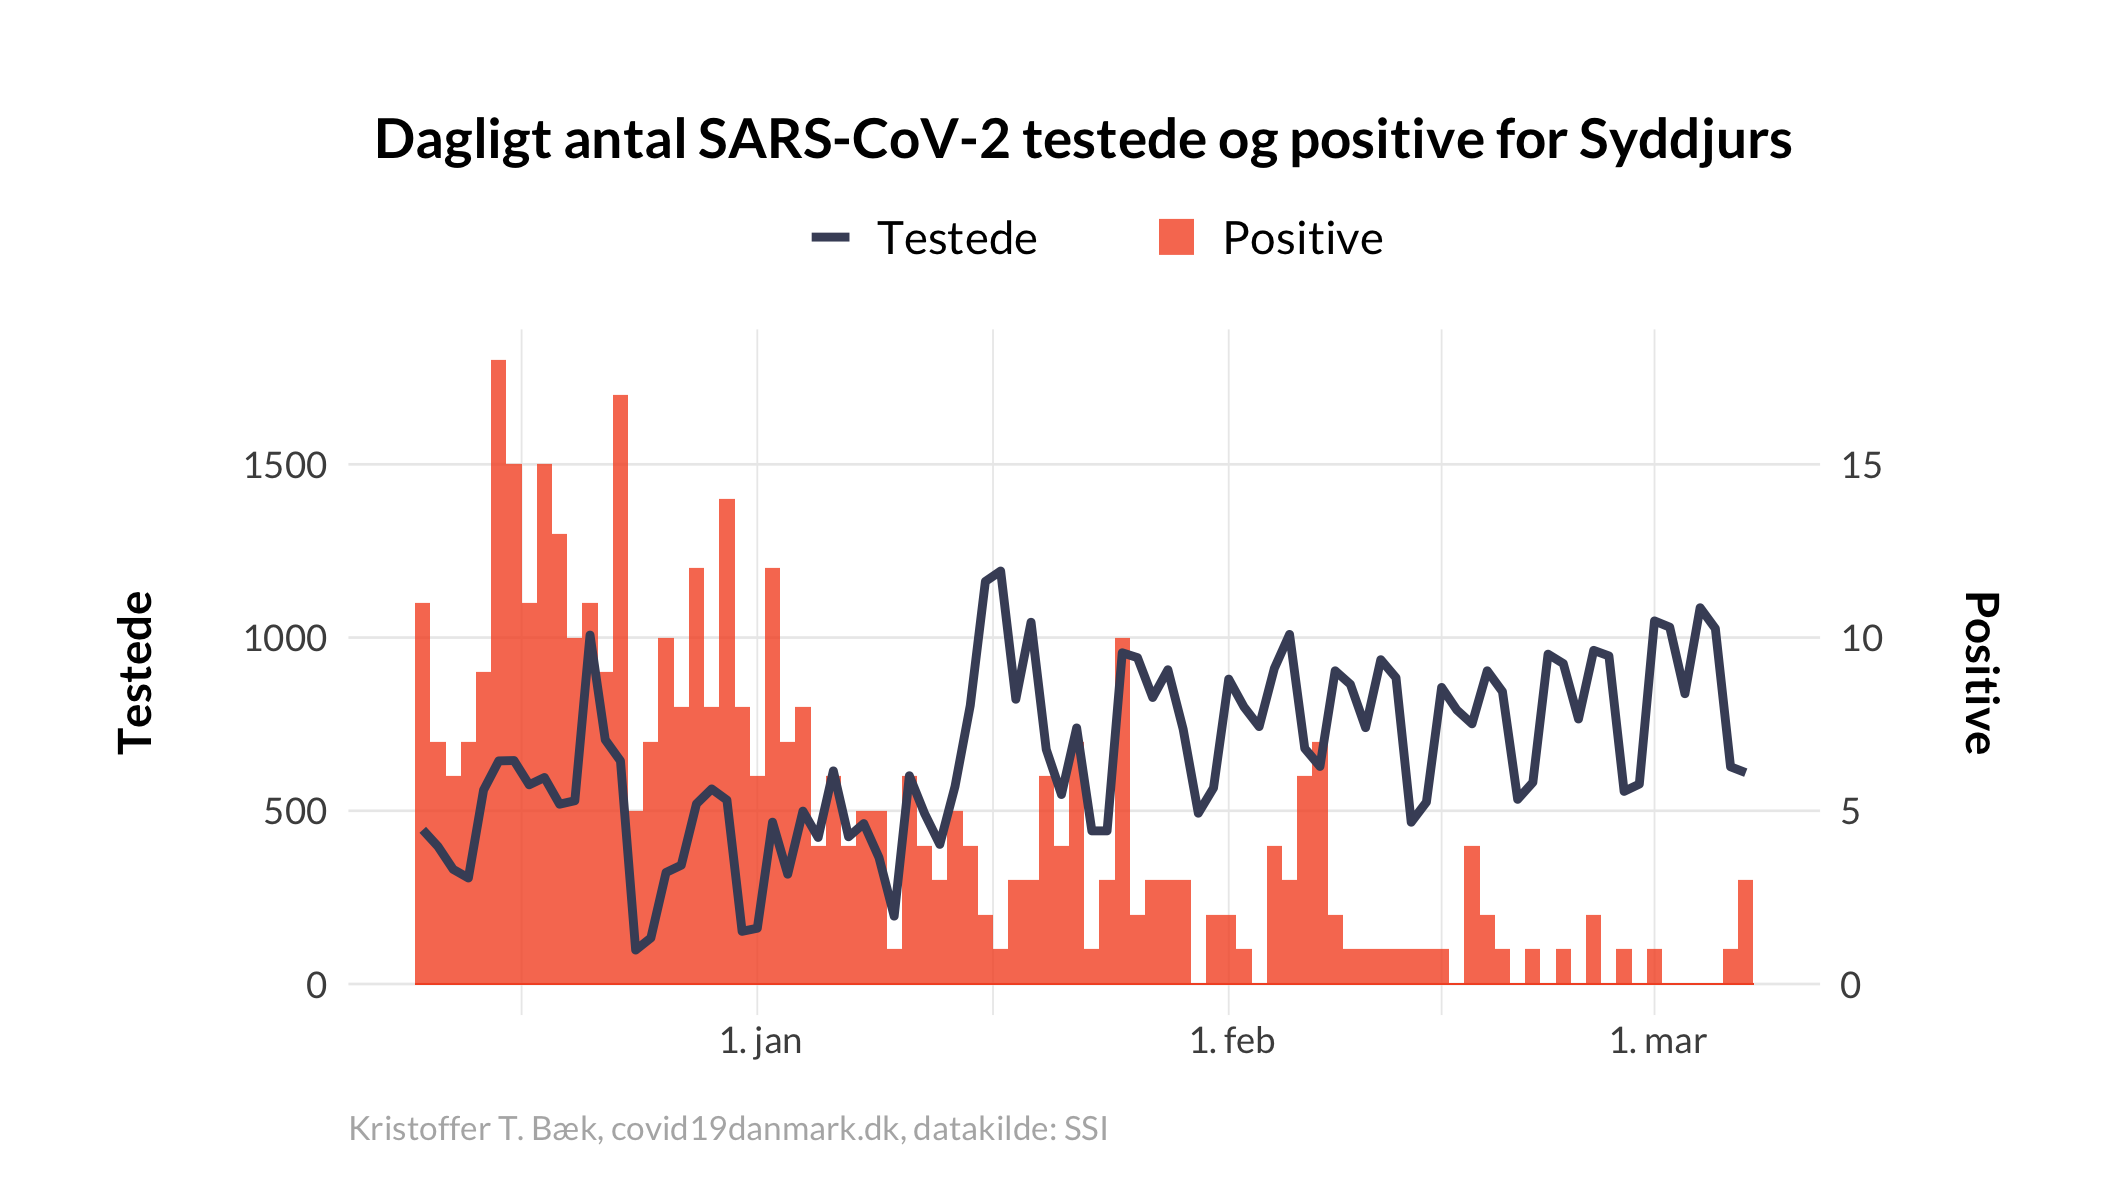 Dagligt antal SARS-CoV-2 testede og positive for Syddjurs
Testede
Positive
Testede
1500
1000
500
0
15
10
5
0
Positive
1. jan
1. feb
1. mar
Kristoffer T. Bæk, covid19danmark.dk, datakilde: SSI